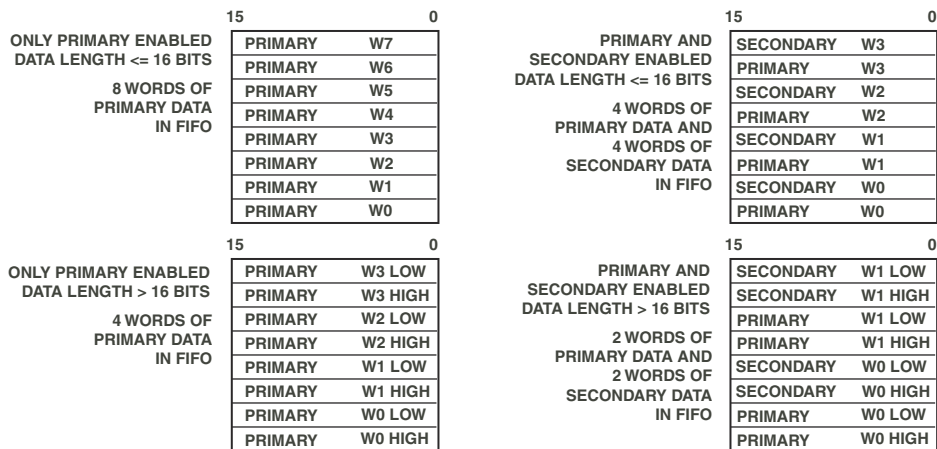 15 0
ONLY PRIMARY ENABLED
DATA LENGTH <= 16 BITS
8 WORDS OF
PRIMARY DATA
IN FIFO
PRIMARY W7
PRIMARY W6
PRIMARY W5
PRIMARY W4
PRIMARY W3
PRIMARY W2
PRIMARY W1
PRIMARY W0
15 0
PRIMARY AND
SECONDARY ENABLED
DATA LENGTH <= 16 BITS
4 WORDS OF
PRIMARY DATA AND
4 WORDS OF
SECONDARY DATA
IN FIFO
SECONDARY W3
PRIMARY W3
SECONDARY W2
PRIMARY W2
SECONDARY W1
PRIMARY W1
SECONDARY W0
PRIMARY W0
15 0
ONLY PRIMARY ENABLED
DATA LENGTH > 16 BITS
4 WORDS OF
PRIMARY DATA
IN FIFO
PRIMARY W3 LOW
PRIMARY W3 HIGH
PRIMARY W2 LOW
PRIMARY W2 HIGH
PRIMARY W1 LOW
PRIMARY W1 HIGH
PRIMARY W0 LOW
PRIMARY W0 HIGH
15 0
PRIMARY AND
SECONDARY ENABLED
DATA LENGTH > 16 BITS
2 WORDS OF
PRIMARY DATA AND
2 WORDS OF
SECONDARY DATA
IN FIFO
SECONDARY W1 LOW
SECONDARY W1 HIGH
PRIMARY W1 LOW
PRIMARY W1 HIGH
SECONDARY W0 LOW
SECONDARY W0 HIGH
PRIMARY W0 LOW
PRIMARY W0 HIGH